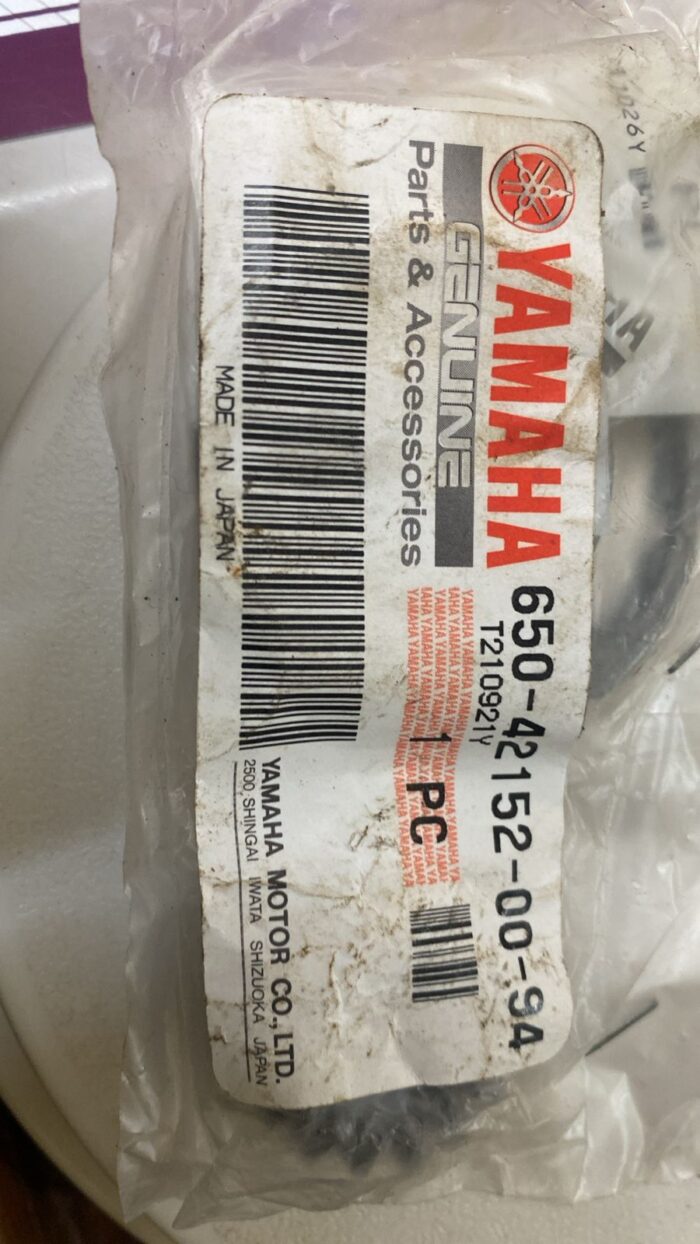 YAMAHA
GENUINE
Parts & Accessories
MADE IN JAPAN
650-42152-00-94
T210921Y
1 PC
YAMAHA MOTOR CO., LTD.
2500, SHINGAI IWATA SHIZUOKA JAPAN